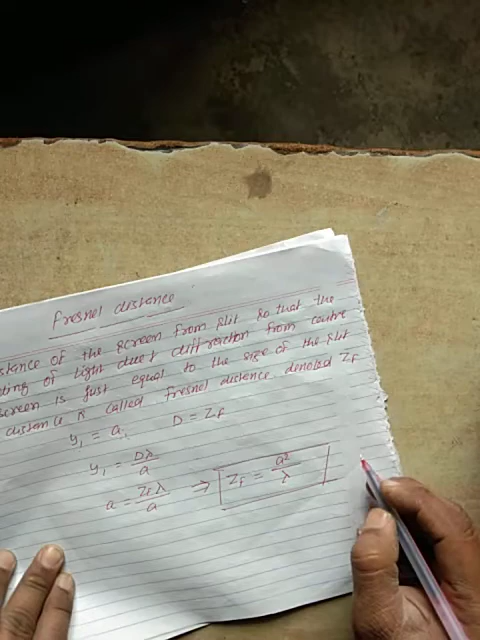 Fresnel distance
stance of the screen from slit so that the
ding of light due t diffraction from centre
screen is just equal to the size of the slit
distance is called fresnel distance denoted ZF
y₁ = a, D = ZF
y₁ = Dλ/a
a = ZFλ/a → ZF = a²/λ